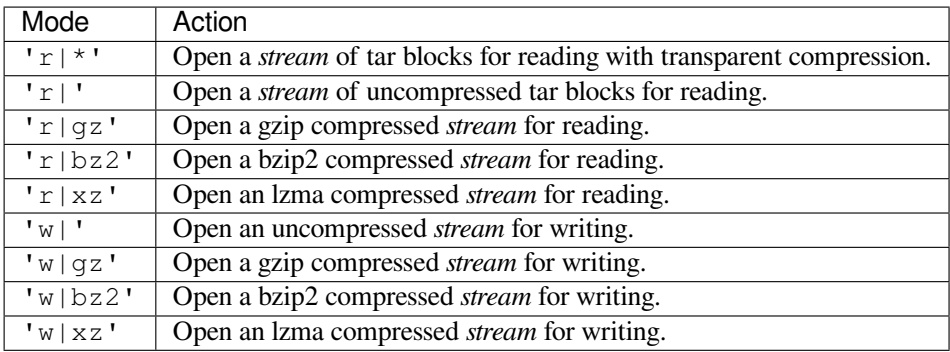 Mode Action
'r|*' Open a stream of tar blocks for reading with transparent compression.
'r|' Open a stream of uncompressed tar blocks for reading.
'r|gz' Open a gzip compressed stream for reading.
'r|bz2' Open a bzip2 compressed stream for reading.
'r|xz' Open an lzma compressed stream for reading.
'w|' Open an uncompressed stream for writing.
'w|gz' Open a gzip compressed stream for writing.
'w|bz2' Open a bzip2 compressed stream for writing.
'w|xz' Open an lzma compressed stream for writing.